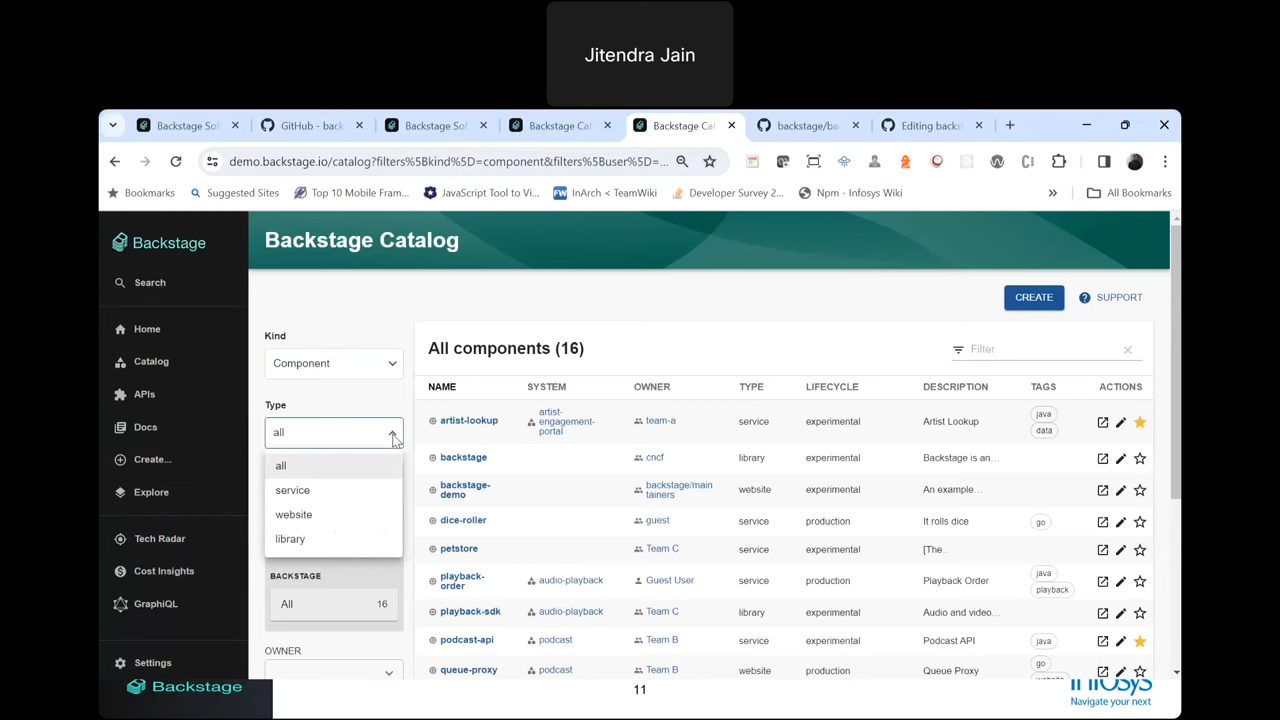 Jitendra Jain
Backstage Sof
GitHub - back
Backstage Sof
Backstage Cat
Backstage Cat
backstage/ba
Editing backst
demo.backstage.io/catalog?filters%5Bkind%5D=component&filters%5Buser%5D=...
Bookmarks
Suggested Sites
Top 10 Mobile Fram...
JavaScript Tool to Vi...
InArch < TeamWiki
Developer Survey 2...
Npm - Infosys Wiki
»
All Bookmarks
Backstage
Search
Home
Catalog
APIs
Docs
Create...
Explore
Tech Radar
Cost Insights
GraphiQL
Settings
Backstage Catalog
CREATE
SUPPORT
Kind
Component
Type
all
all
service
website
library
BACKSTAGE
All 16
OWNER
All components (16)
Filter
NAME SYSTEM OWNER TYPE LIFECYCLE DESCRIPTION TAGS ACTIONS
artist-lookup artist-engagement-portal team-a service experimental Artist Lookup java data
backstage cncf library experimental Backstage is an...
backstage-demo backstage/maintainers website experimental An example...
dice-roller guest service production It rolls dice go
petstore Team C service experimental [The..
playback-order audio-playback Guest User service production Playback Order java playback
playback-sdk audio-playback Team C library experimental Audio and video...
podcast-api podcast Team B service experimental Podcast API java
queue-proxy podcast Team B website production Queue Proxy go website
Backstage
11
Infosys
Navigate your next